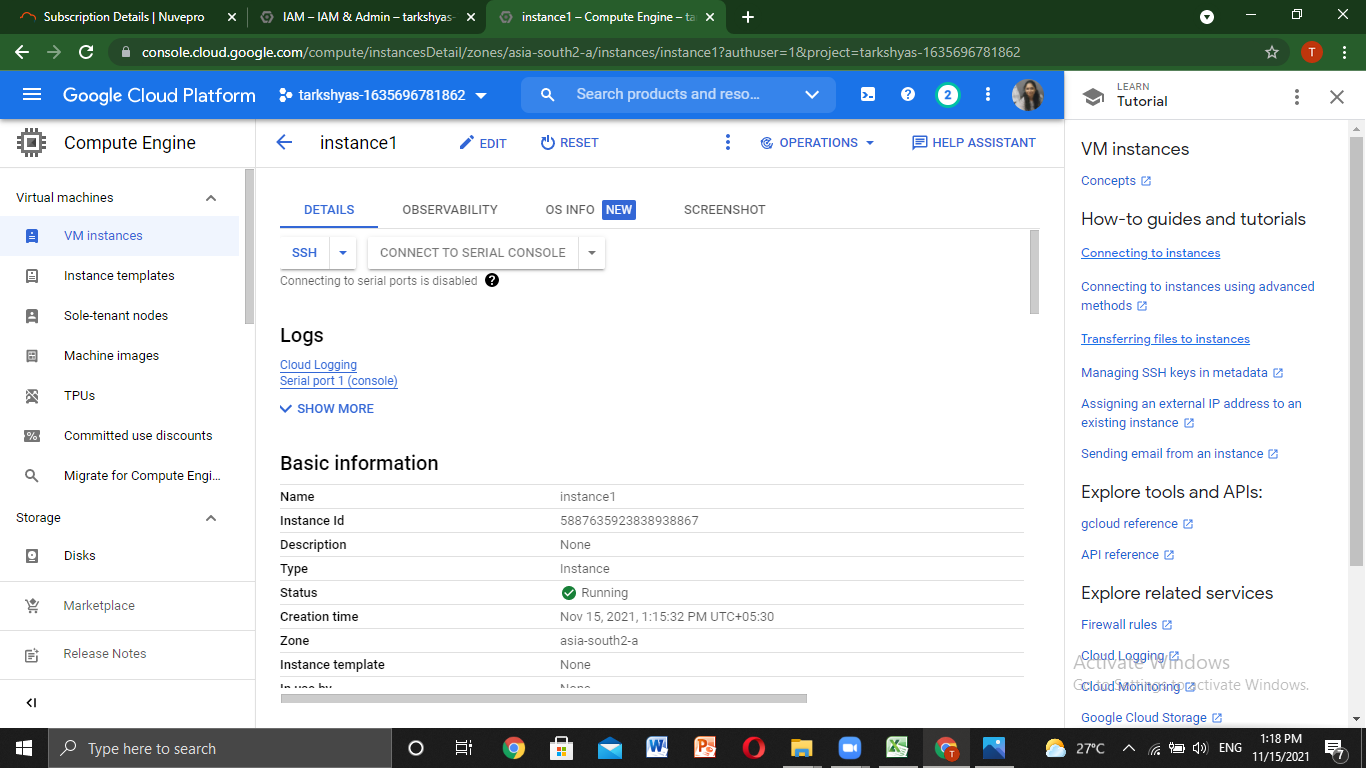 Subscription Details | Nuvepro
IAM – IAM & Admin – tarkshyas-
instance1 – Compute Engine – ta
console.cloud.google.com/compute/instancesDetail/zones/asia-south2-a/instances/instance1?authuser=1&project=tarkshyas-1635696781862
T
Google Cloud Platform
tarkshyas-1635696781862
Search products and reso...
2
LEARN
Tutorial
Compute Engine
instance1
EDIT
RESET
OPERATIONS
HELP ASSISTANT
Virtual machines
VM instances
Instance templates
Sole-tenant nodes
Machine images
TPUs
Committed use discounts
Migrate for Compute Engi...
Storage
Disks
Marketplace
Release Notes
DETAILS
OBSERVABILITY
OS INFO NEW
SCREENSHOT
SSH
CONNECT TO SERIAL CONSOLE
Connecting to serial ports is disabled
Logs
Cloud Logging
Serial port 1 (console)
SHOW MORE
Basic information
Name instance1
Instance Id 5887635923838938867
Description None
Type Instance
Status Running
Creation time Nov 15, 2021, 1:15:32 PM UTC+05:30
Zone asia-south2-a
Instance template None
In use by None
VM instances
Concepts
How-to guides and tutorials
Connecting to instances
Connecting to instances using advanced
methods
Transferring files to instances
Managing SSH keys in metadata
Assigning an external IP address to an
existing instance
Sending email from an instance
Explore tools and APIs:
gcloud reference
API reference
Explore related services
Firewall rules
Cloud Logging
Activate Windows
Cloud Monitoring
Go to Settings to activate Windows.
Google Cloud Storage
Type here to search
27°C
ENG
1:18 PM
11/15/2021
7